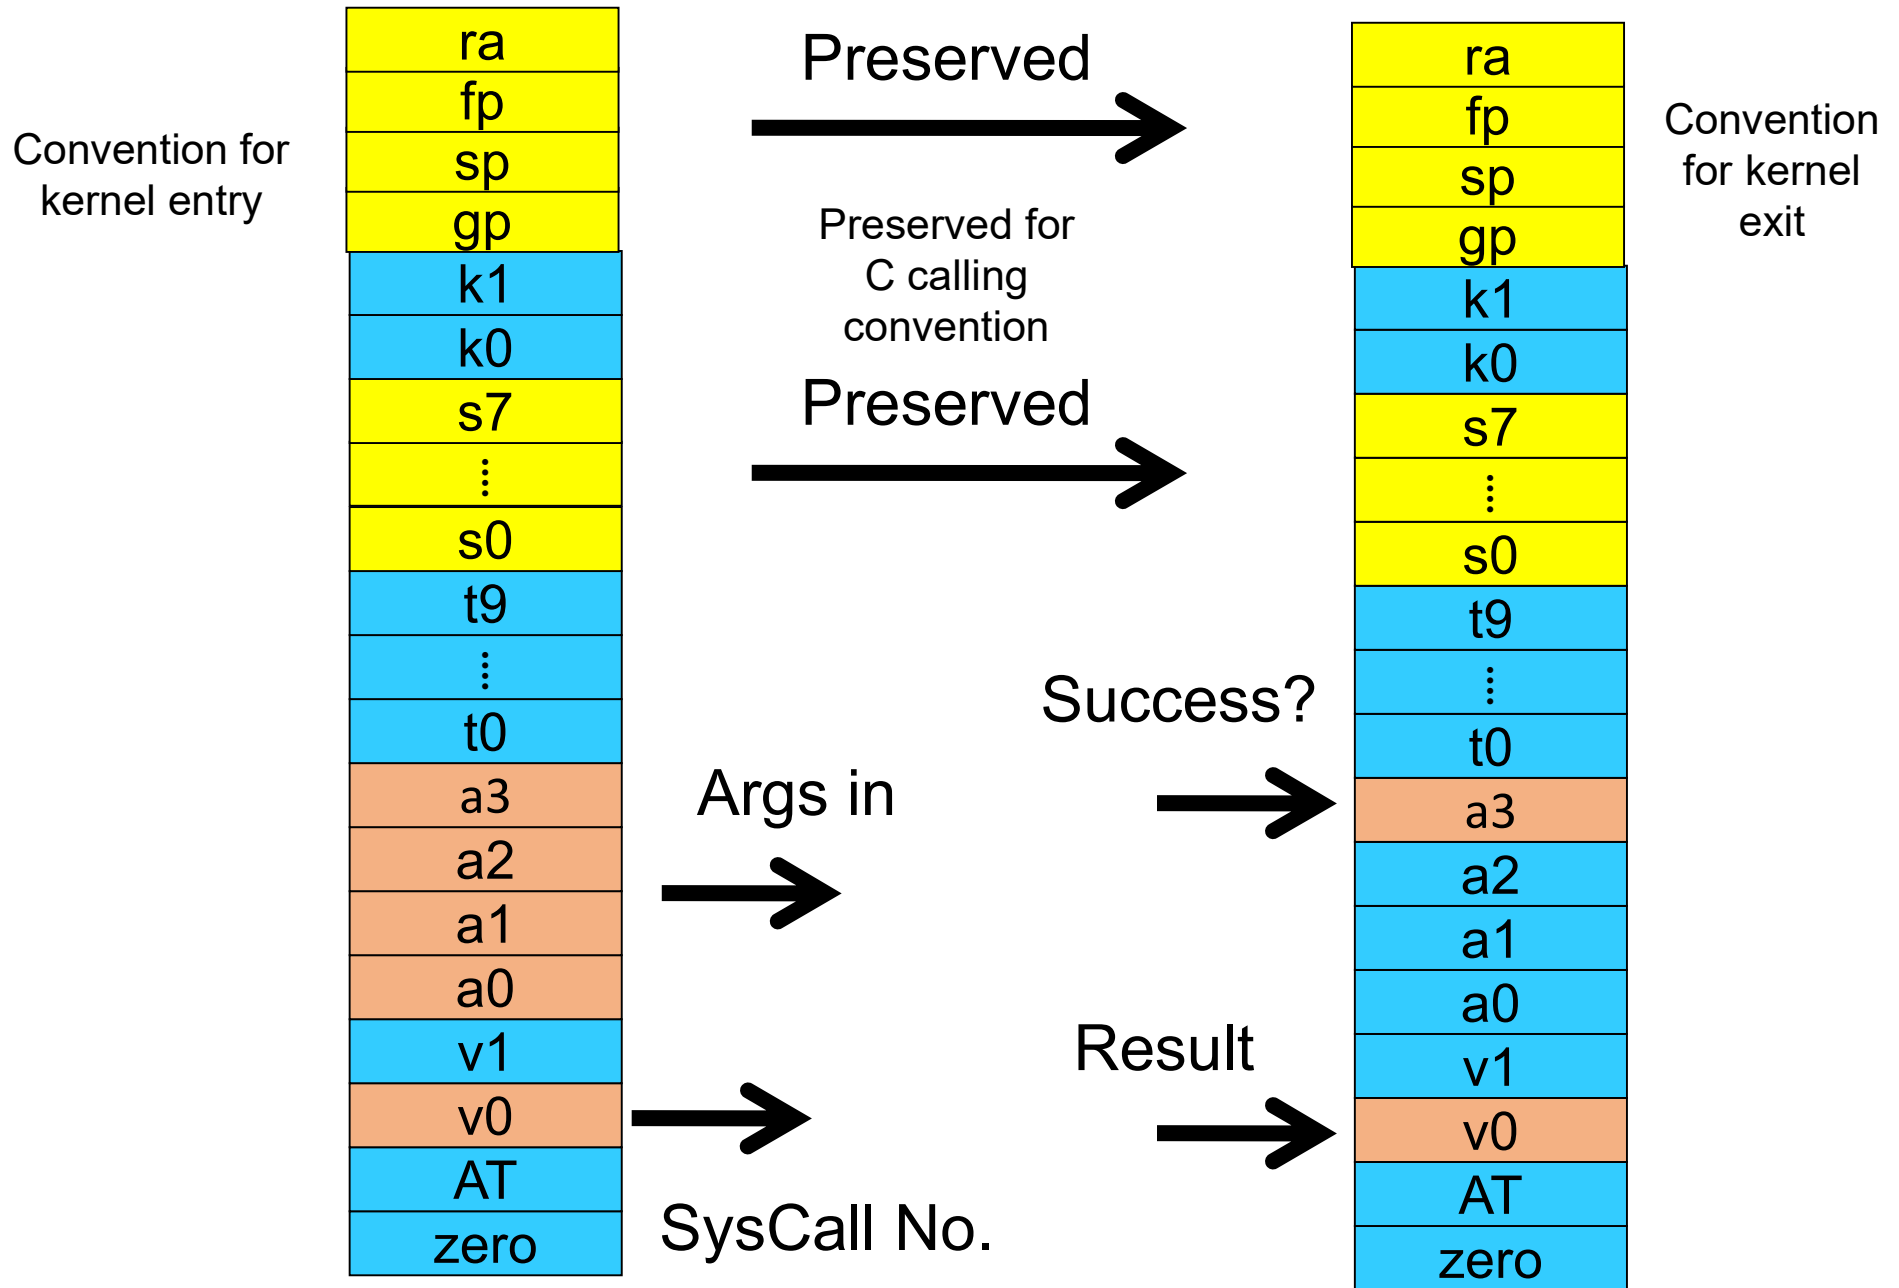 Convention for
kernel entry
ra
fp
sp
gp
k1
k0
s7
....
s0
t9
....
t0
a3
a2
a1
a0
v1
v0
AT
zero
Preserved
Preserved for
C calling
convention
Preserved
Args in
SysCall No.
Success?
Result
ra
fp
sp
gp
k1
k0
s7
....
s0
t9
....
t0
a3
a2
a1
a0
v1
v0
AT
zero
Convention
for kernel
exit